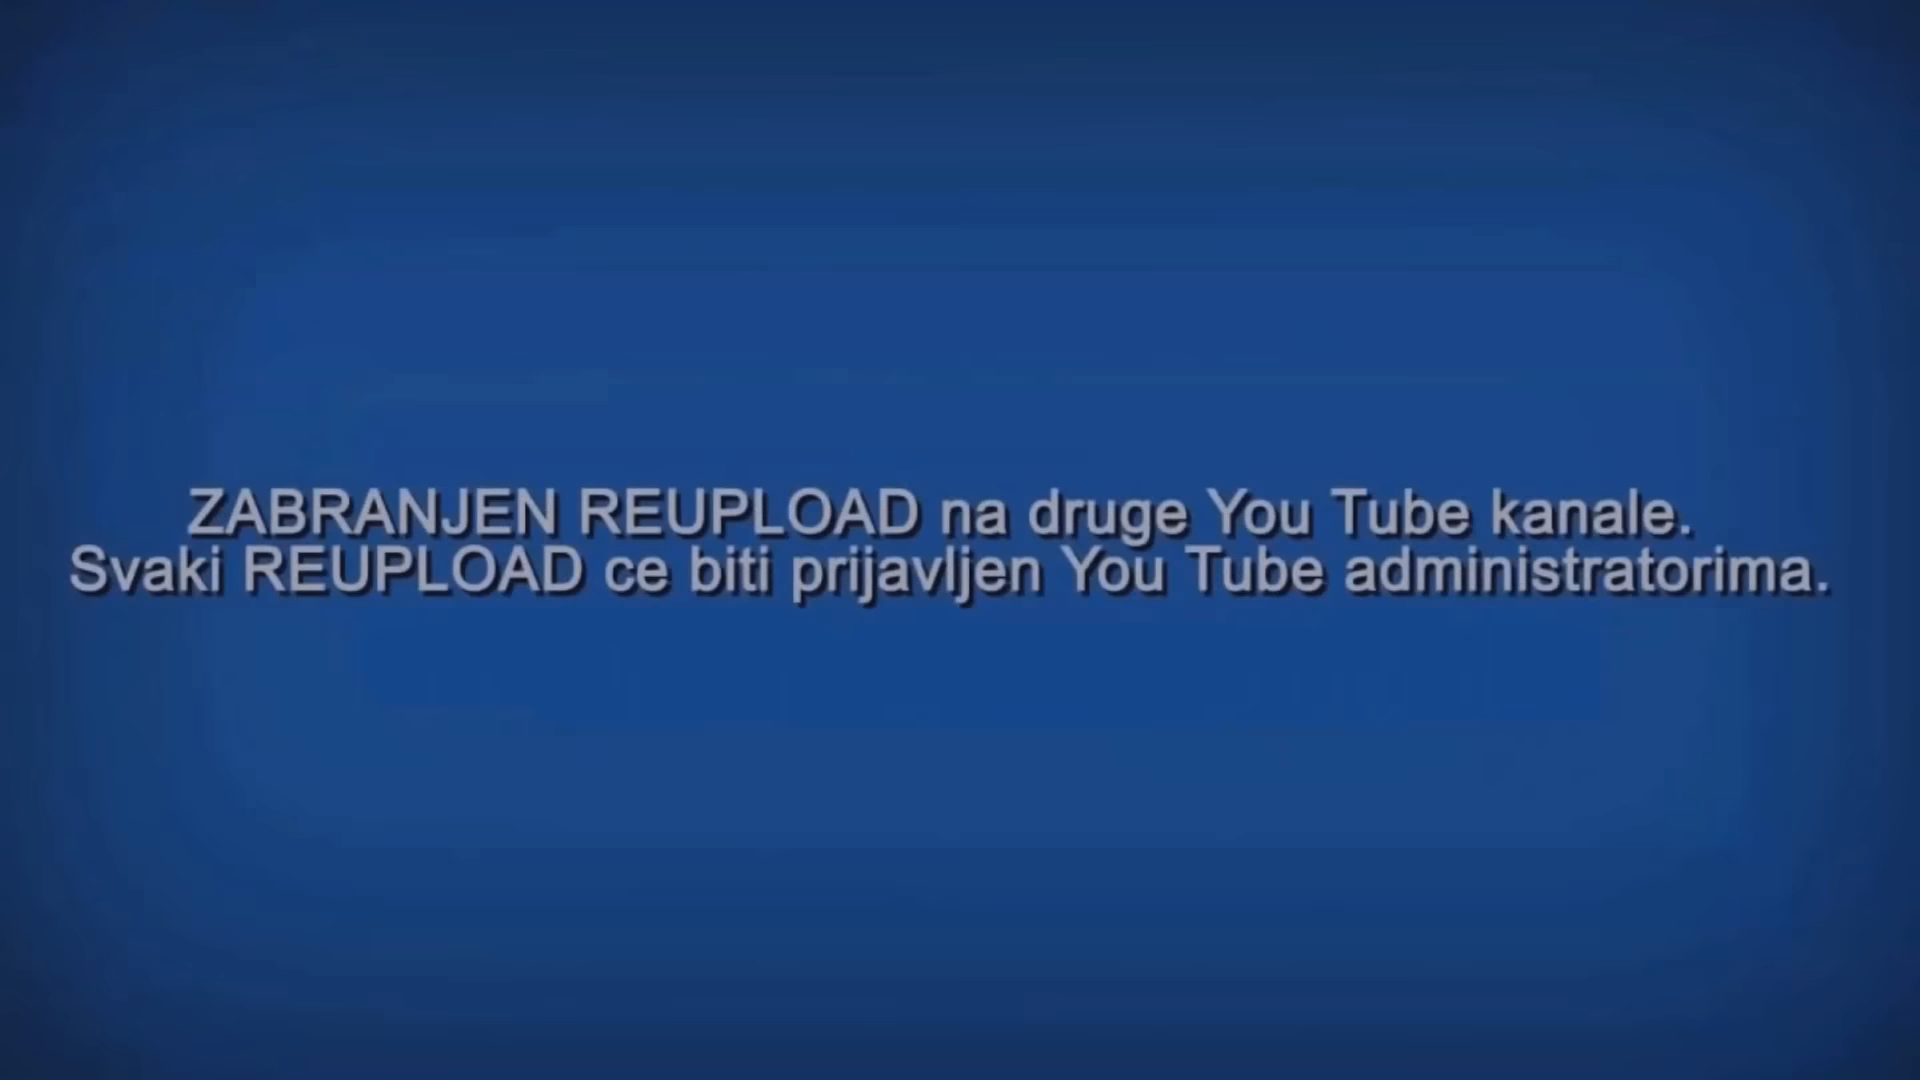 ZABRANJEN REUPLOAD na druge You Tube kanale.
Svaki REUPLOAD ce biti prijavljen You Tube administratorima.